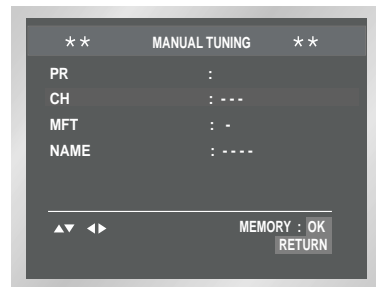 ** MANUAL TUNING **
PR :
CH : ---
MFT : -
NAME : ----
▲▼ ◀▶ MEMORY : OK
RETURN